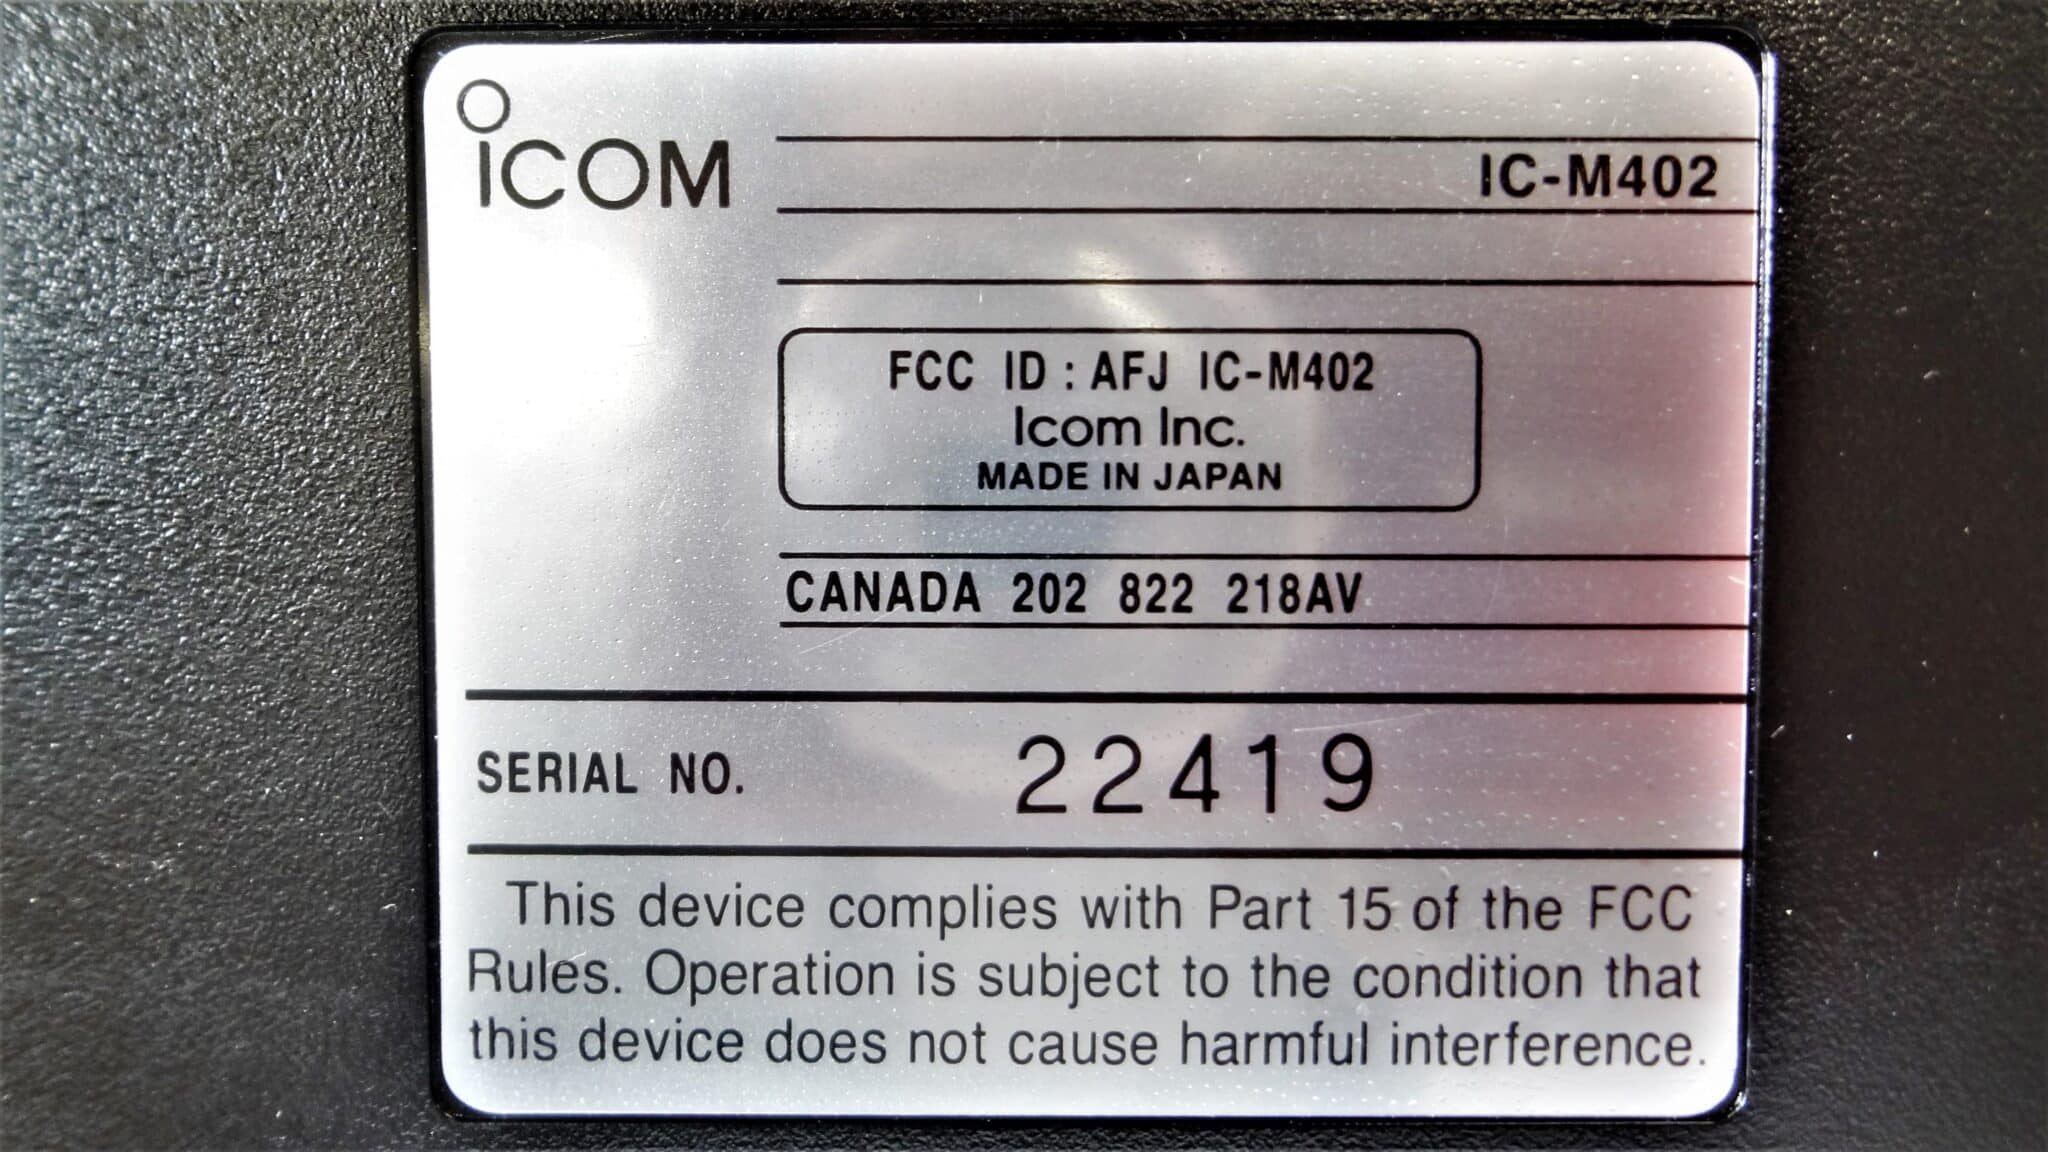 iCOM
IC-M402
FCC ID : AFJ IC-M402
Icom Inc.
MADE IN JAPAN
CANADA 202 822 218AV
SERIAL NO. 22419
This device complies with Part 15 of the FCC
Rules. Operation is subject to the condition that
this device does not cause harmful interference.